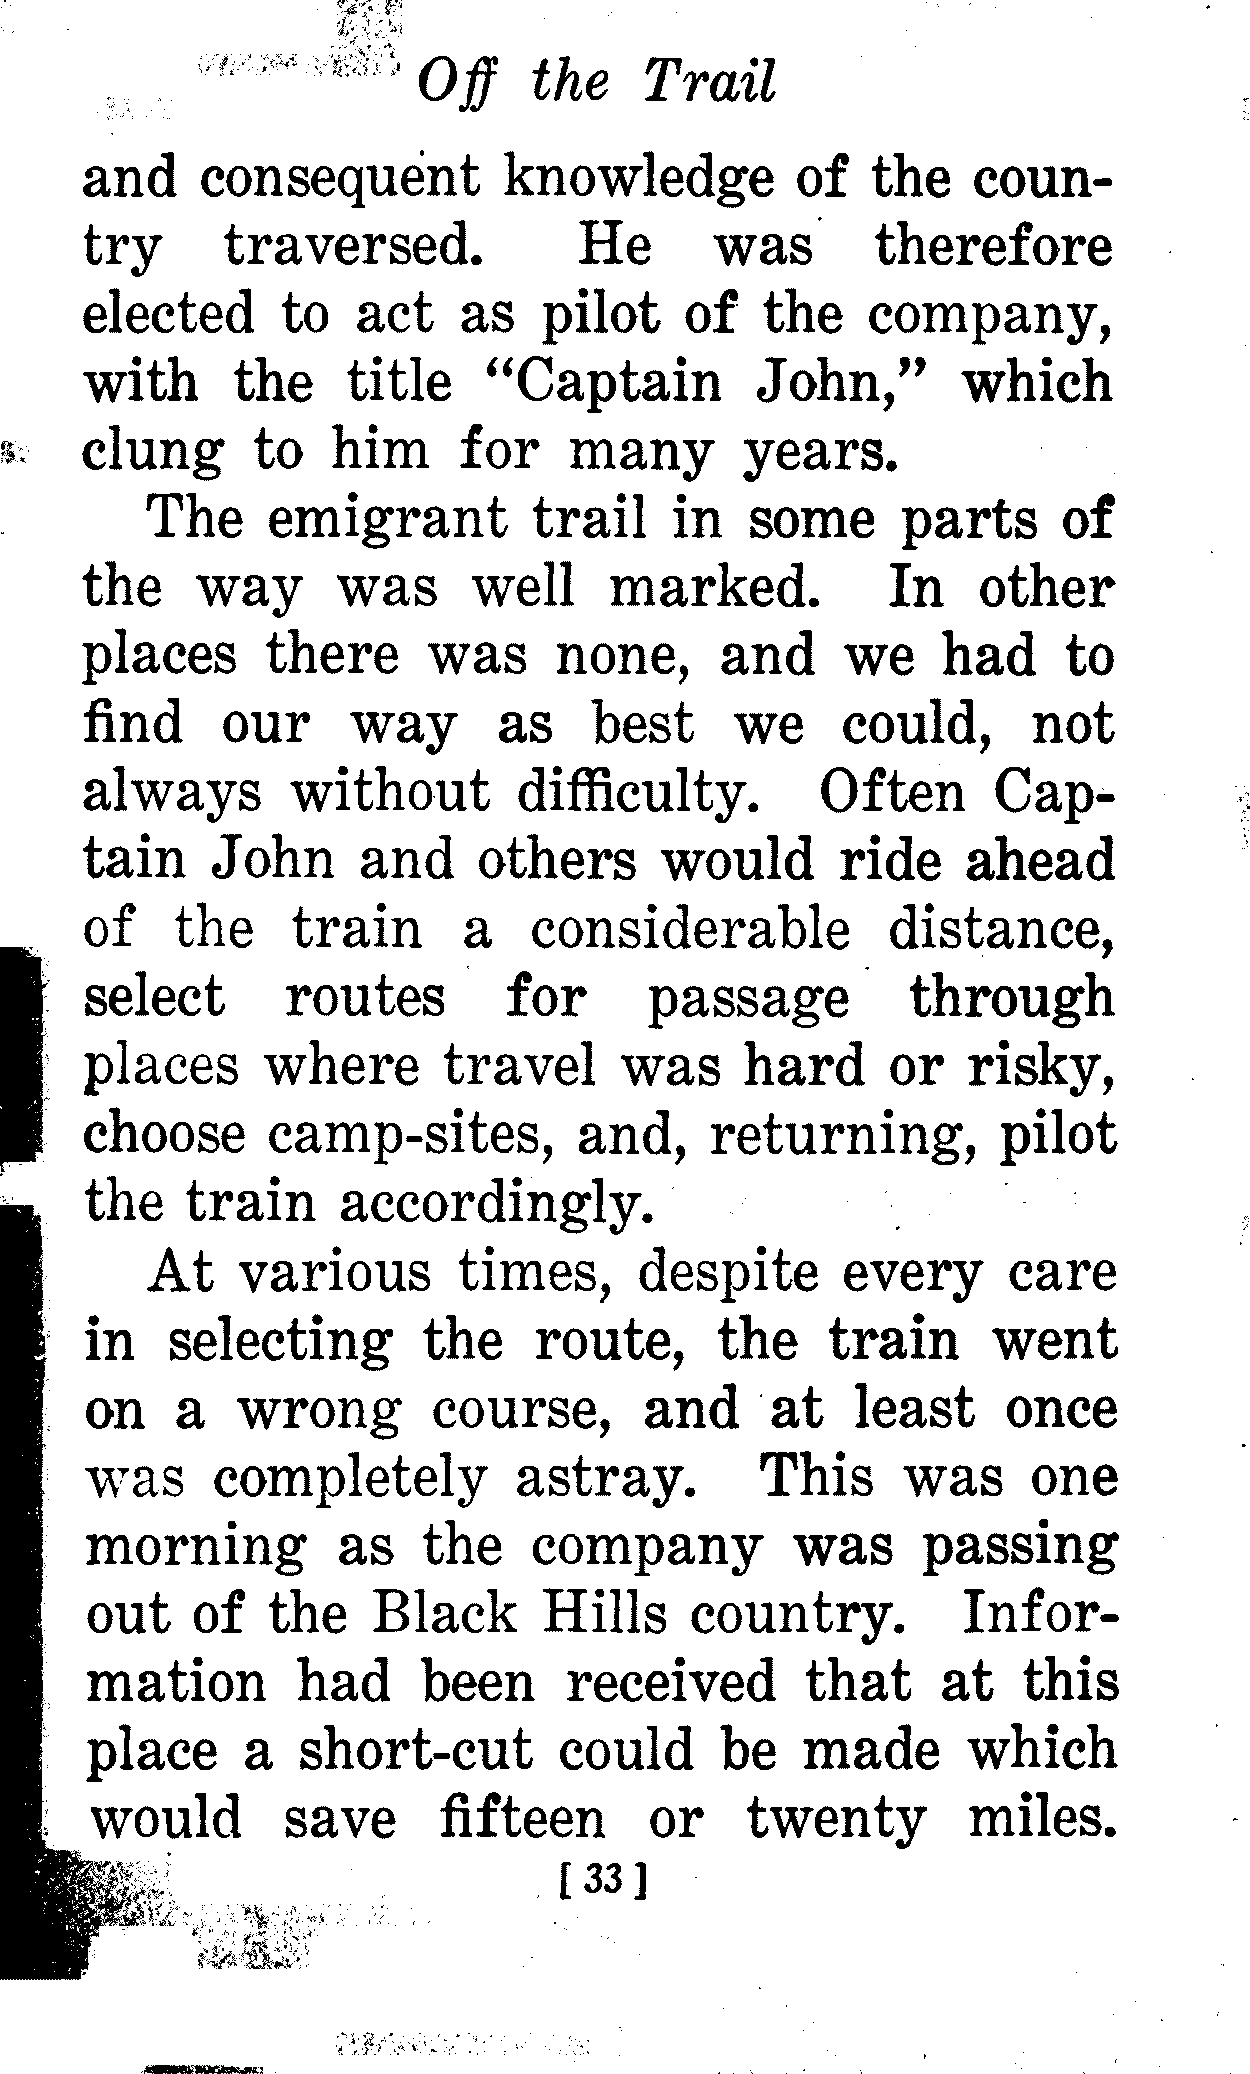 Off the Trail
and consequent knowledge of the coun-
try traversed. He was therefore
elected to act as pilot of the company,
with the title “Captain John,” which
clung to him for many years.
The emigrant trail in some parts of
the way was well marked. In other
places there was none, and we had to
find our way as best we could, not
always without difficulty. Often Cap-
tain John and others would ride ahead
of the train a considerable distance,
select routes for passage through
places where travel was hard or risky,
choose camp-sites, and, returning, pilot
the train accordingly.
At various times, despite every care
in selecting the route, the train went
on a wrong course, and at least once
was completely astray. This was one
morning as the company was passing
out of the Black Hills country. Infor-
mation had been received that at this
place a short-cut could be made which
would save fifteen or twenty miles.
[ 33 ]